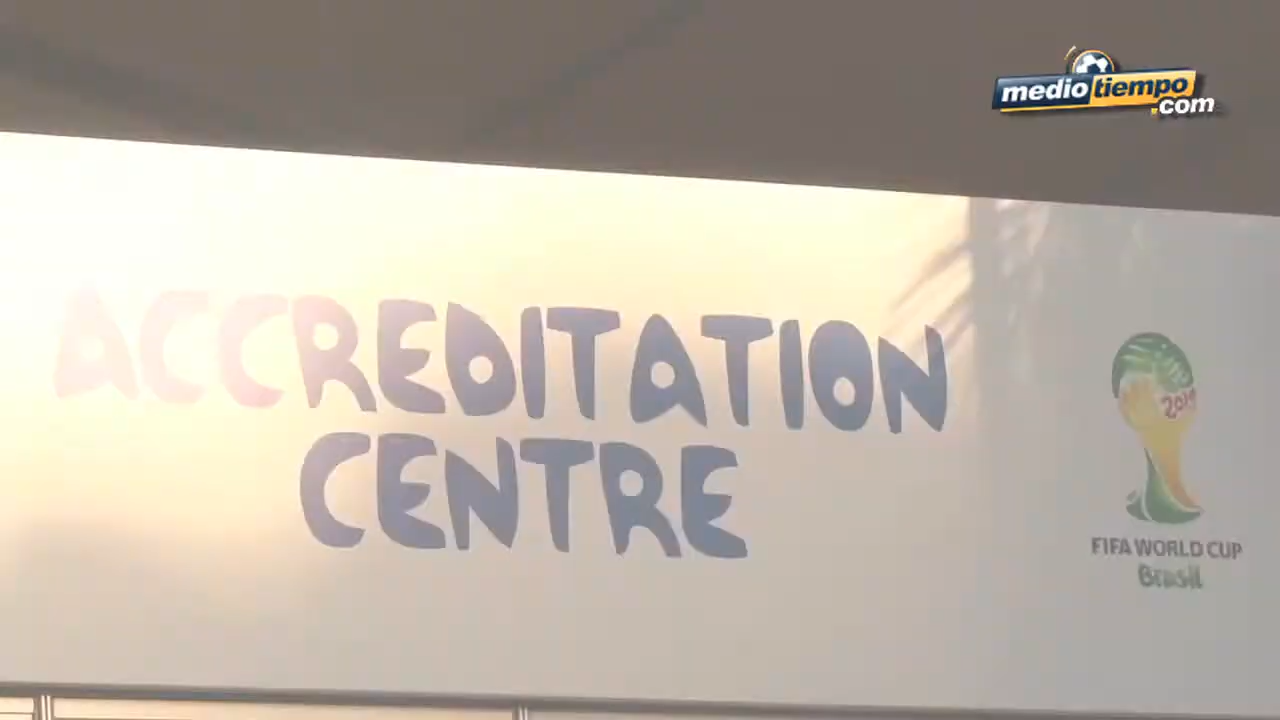 mediotiempo
.com
ACCREDITATION
CENTRE
2014
FIFA WORLD CUP
Brasil